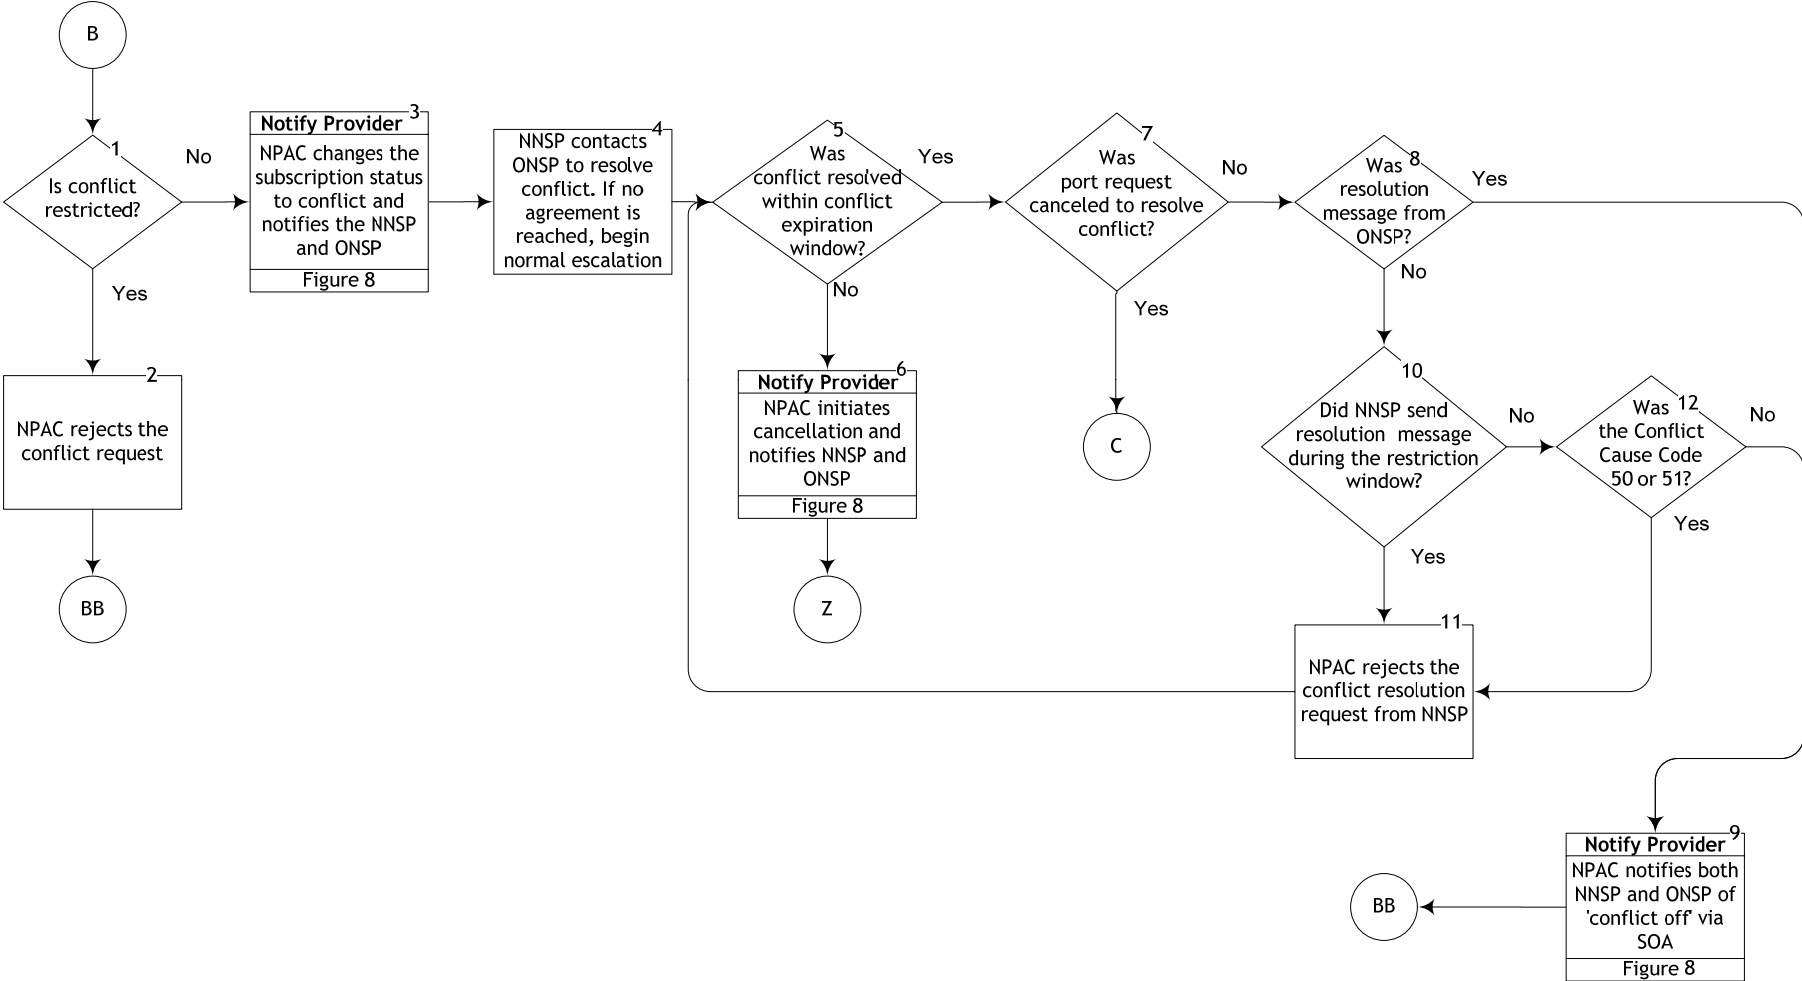 B
1
Is conflict
restricted?
No
Yes
2
NPAC rejects the
conflict request
BB
3
Notify Provider
NPAC changes the
subscription status
to conflict and
notifies the NNSP
and ONSP
Figure 8
4
NNSP contacts
ONSP to resolve
conflict. If no
agreement is
reached, begin
normal escalation
5
Was
conflict resolved
within conflict
expiration
window?
Yes
No
6
Notify Provider
NPAC initiates
cancellation and
notifies NNSP and
ONSP
Figure 8
Z
7
Was
port request
canceled to resolve
conflict?
No
Yes
C
8
Was
resolution
message from
ONSP?
Yes
No
10
Did NNSP send
resolution message
during the restriction
window?
No
Yes
12
Was
the Conflict
Cause Code
50 or 51?
No
Yes
11
NPAC rejects the
conflict resolution
request from NNSP
9
Notify Provider
NPAC notifies both
NNSP and ONSP of
'conflict off' via
SOA
Figure 8
BB